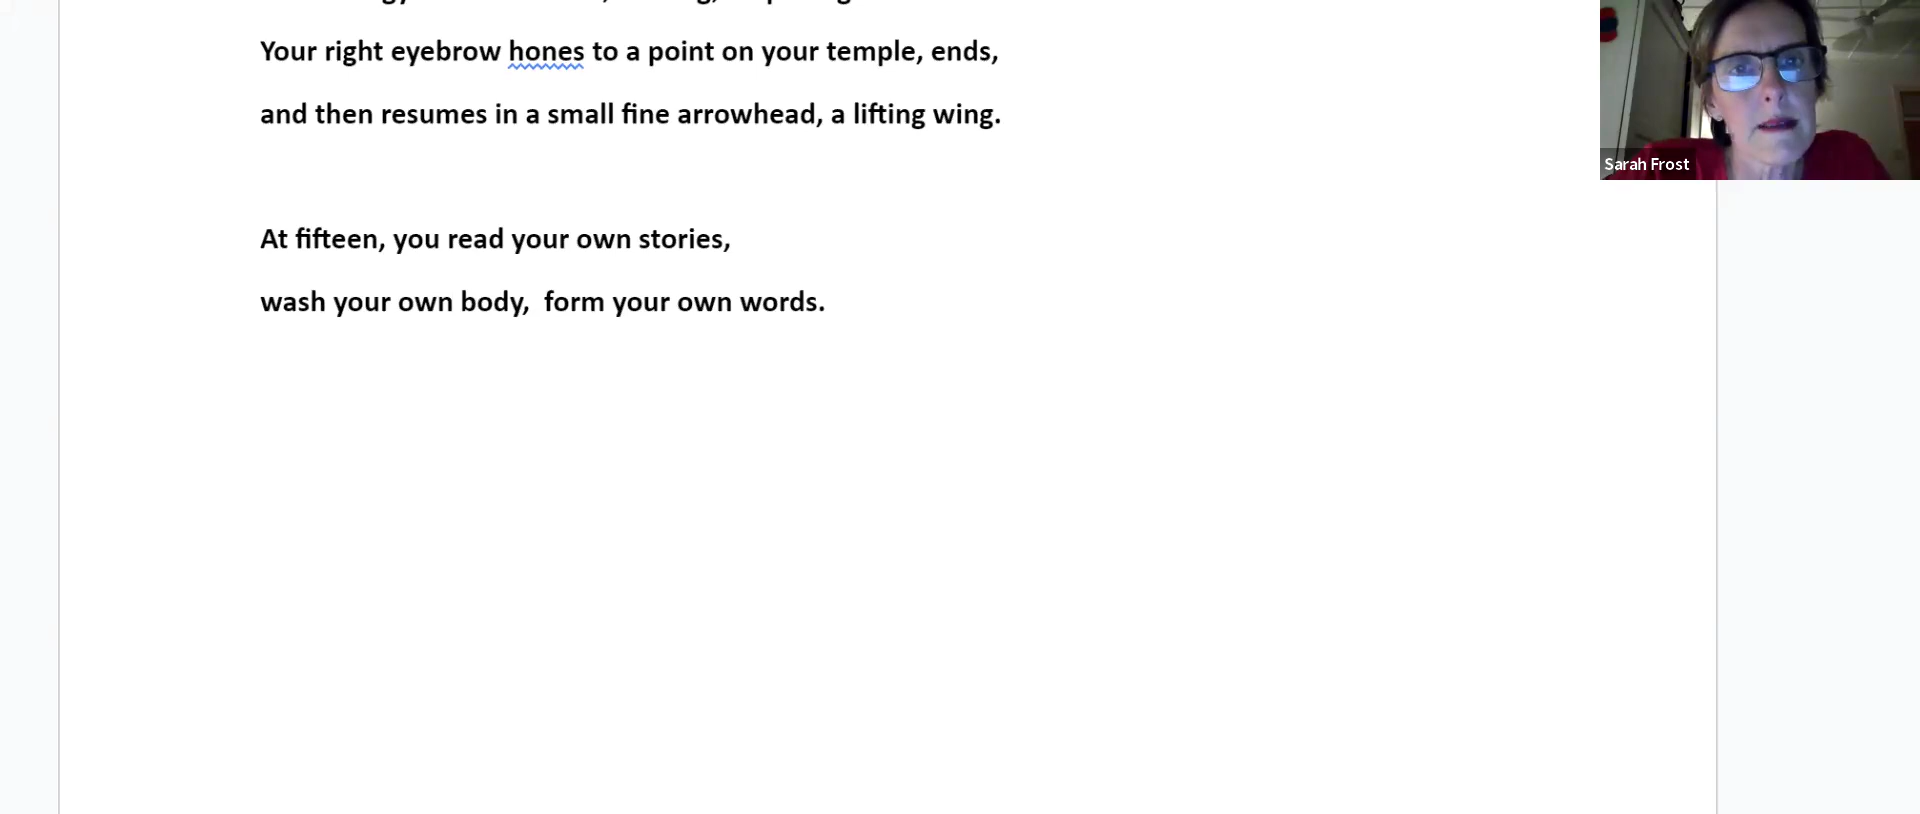 Your right eyebrow hones to a point on your temple, ends,
and then resumes in a small fine arrowhead, a lifting wing.
At fifteen, you read your own stories,
wash your own body,  form your own words.
Sarah Frost